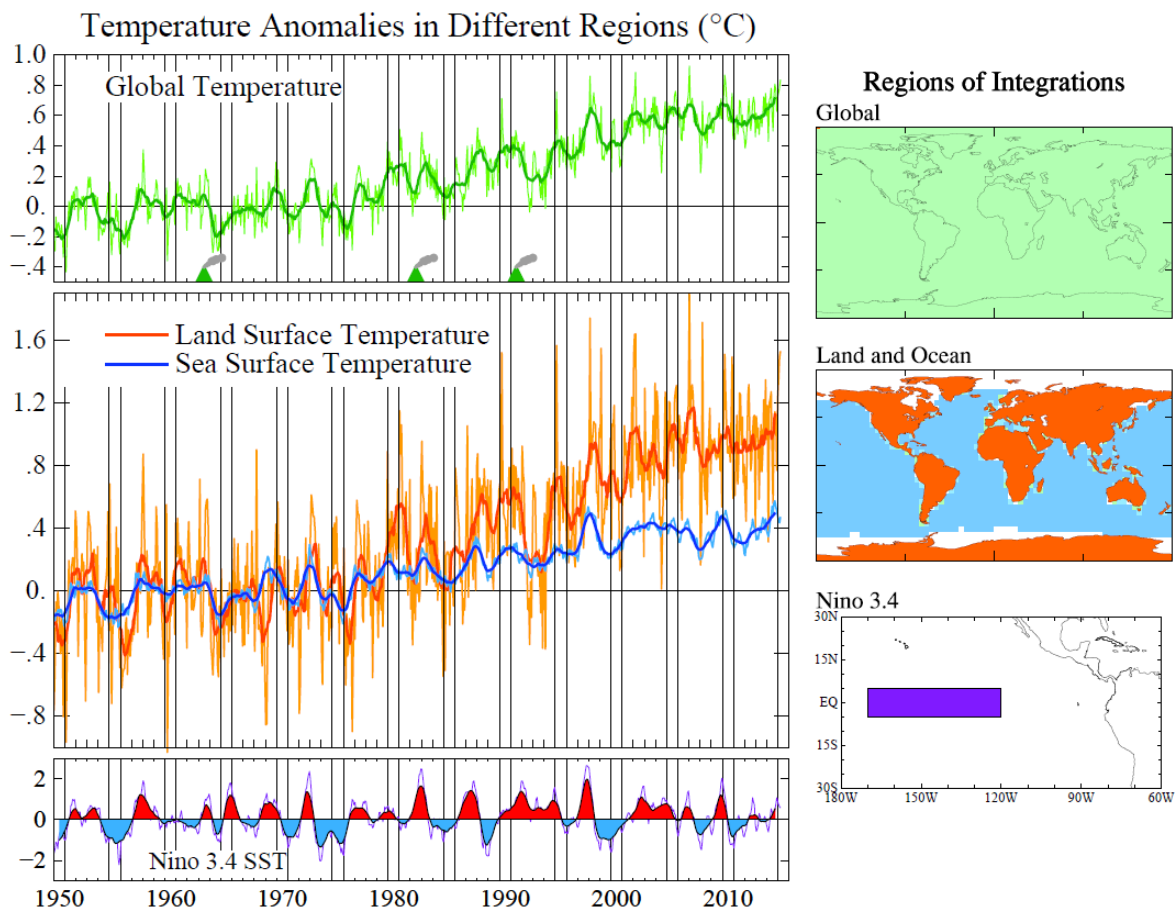 Temperature Anomalies in Different Regions (°C)
1.0
.8
.6
.4
.2
0.
−.2
−.4
Global Temperature
1.6
1.2
.8
.4
0.
−.4
−.8
Land Surface Temperature
Sea Surface Temperature
2
0
−2
Nino 3.4 SST
1950 1960 1970 1980 1990 2000 2010
Regions of Integrations
Global
Land and Ocean
Nino 3.4
30N
15N
EQ
15S
30S
180W 150W 120W 90W 60W